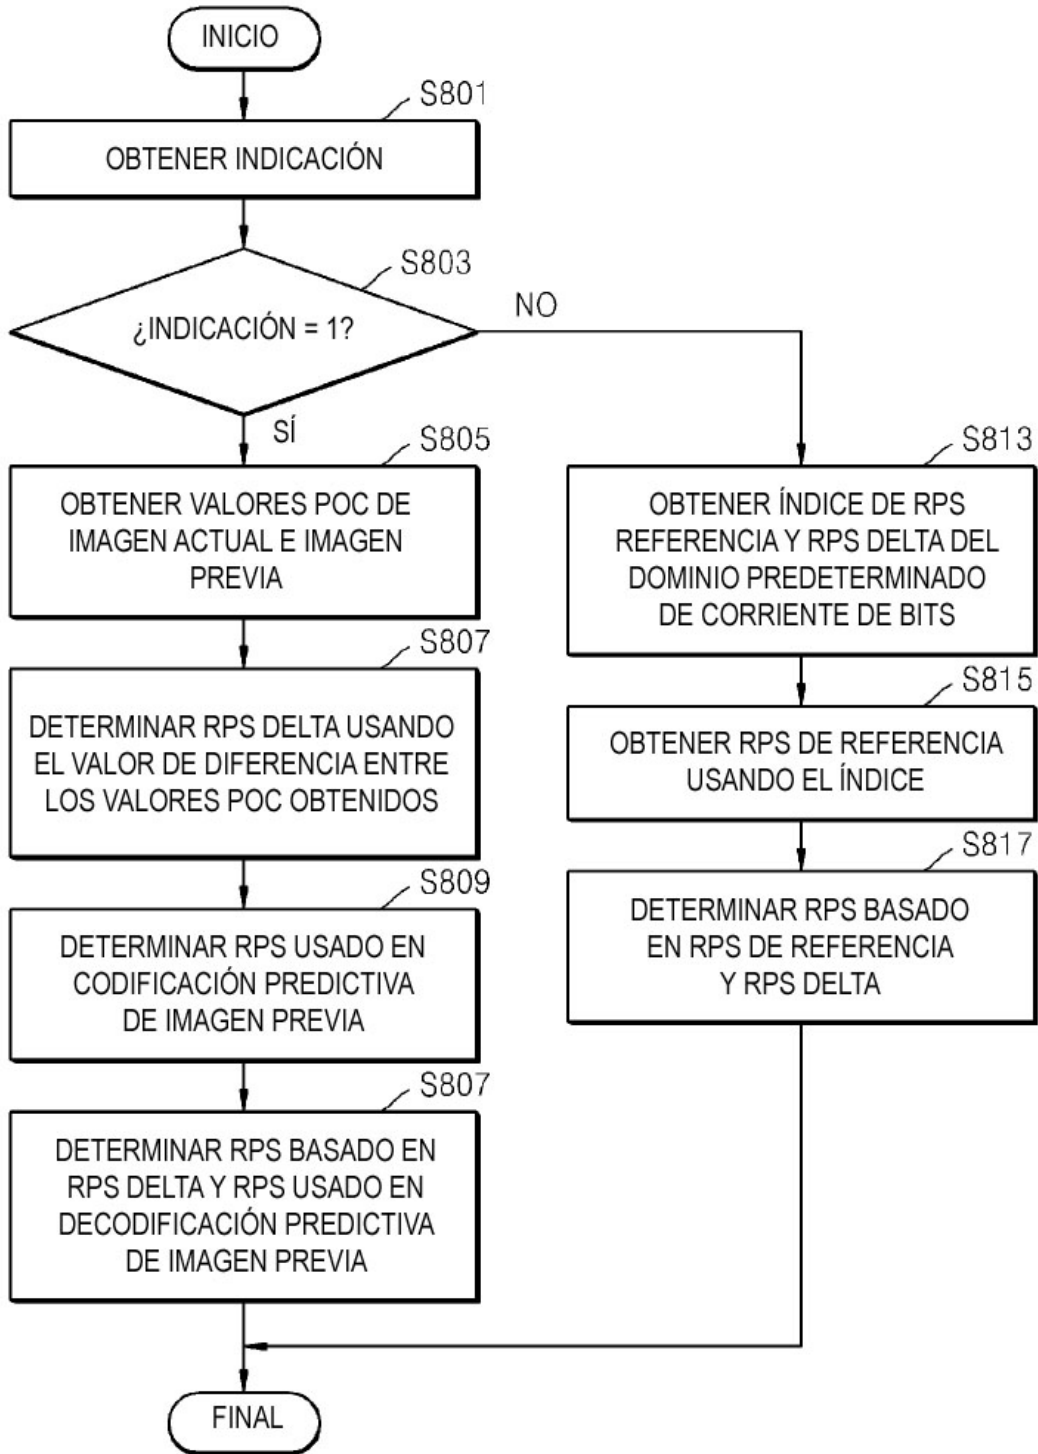 INICIO
S801
OBTENER INDICACIÓN
S803
¿INDICACIÓN = 1?
NO
SÍ
S805
OBTENER VALORES POC DE
IMAGEN ACTUAL E IMAGEN
PREVIA
S807
DETERMINAR RPS DELTA USANDO
EL VALOR DE DIFERENCIA ENTRE
LOS VALORES POC OBTENIDOS
S809
DETERMINAR RPS USADO EN
CODIFICACIÓN PREDICTIVA
DE IMAGEN PREVIA
S807
DETERMINAR RPS BASADO EN
RPS DELTA Y RPS USADO EN
DECODIFICACIÓN PREDICTIVA
DE IMAGEN PREVIA
S813
OBTENER ÍNDICE DE RPS
REFERENCIA Y RPS DELTA DEL
DOMINIO PREDETERMINADO
DE CORRIENTE DE BITS
S815
OBTENER RPS DE REFERENCIA
USANDO EL ÍNDICE
S817
DETERMINAR RPS BASADO
EN RPS DE REFERENCIA
Y RPS DELTA
FINAL